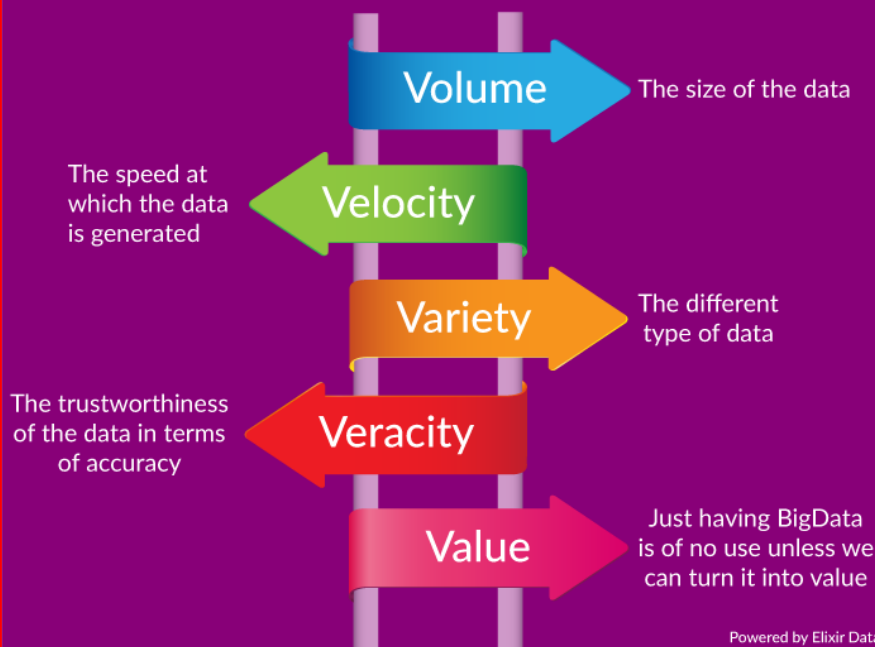 Volume
The size of the data
The speed at
which the data
is generated
Velocity
Variety
The different
type of data
The trustworthiness
of the data in terms
of accuracy
Veracity
Value
Just having BigData
is of no use unless we
can turn it into value
Powered by Elixir Data